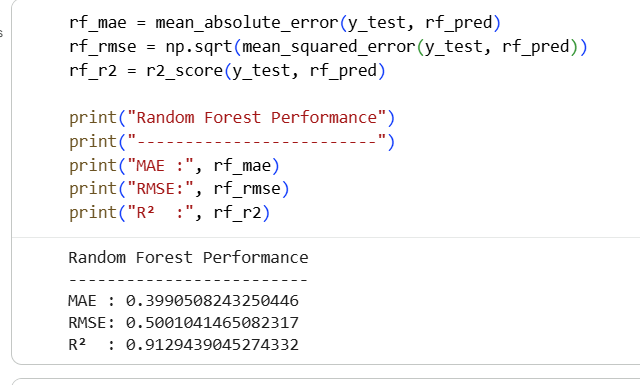 rf_mae = mean_absolute_error(y_test, rf_pred)
rf_rmse = np.sqrt(mean_squared_error(y_test, rf_pred))
rf_r2 = r2_score(y_test, rf_pred)
print("Random Forest Performance")
print("-------------------------")
print("MAE :", rf_mae)
print("RMSE:", rf_rmse)
print("R²  :", rf_r2)
Random Forest Performance
-------------------------
MAE : 0.3990508243250446
RMSE: 0.5001041465082317
R²  : 0.9129439045274332